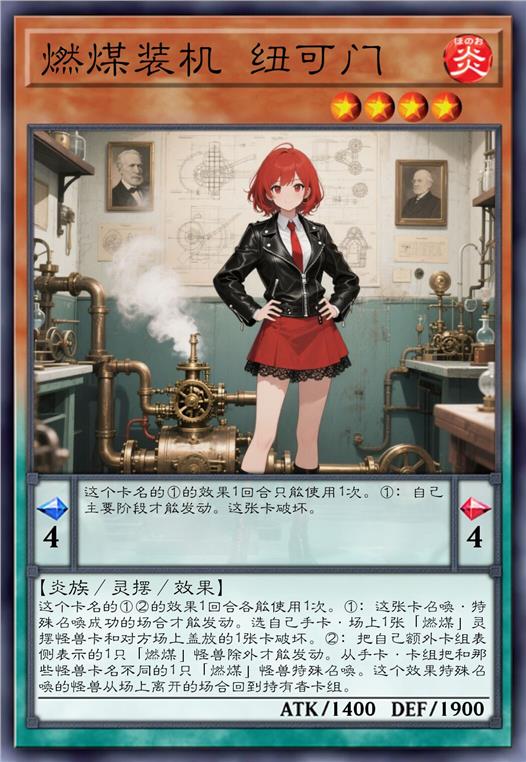 燃煤装机 纽可门
ほのお
炎
这个卡名的①的效果1回合只能使用1次。①：自己
主要阶段才能发动。这张卡破坏。
4
4
【炎族／灵摆／效果】
这个卡名的①②的效果1回合各能使用1次。①：这张卡召唤·特
殊召唤成功的场合才能发动。选自己手卡·场上1张「燃煤」灵
摆怪兽卡和对方场上盖放的1张卡破坏。②：把自己额外卡组表
侧表示的1只「燃煤」怪兽除外才能发动。从手卡·卡组把和那
些怪兽卡名不同的1只「燃煤」怪兽特殊召唤。这个效果特殊召
唤的怪兽从场上离开的场合回到持有者卡组。
ATK/1400 DEF/1900